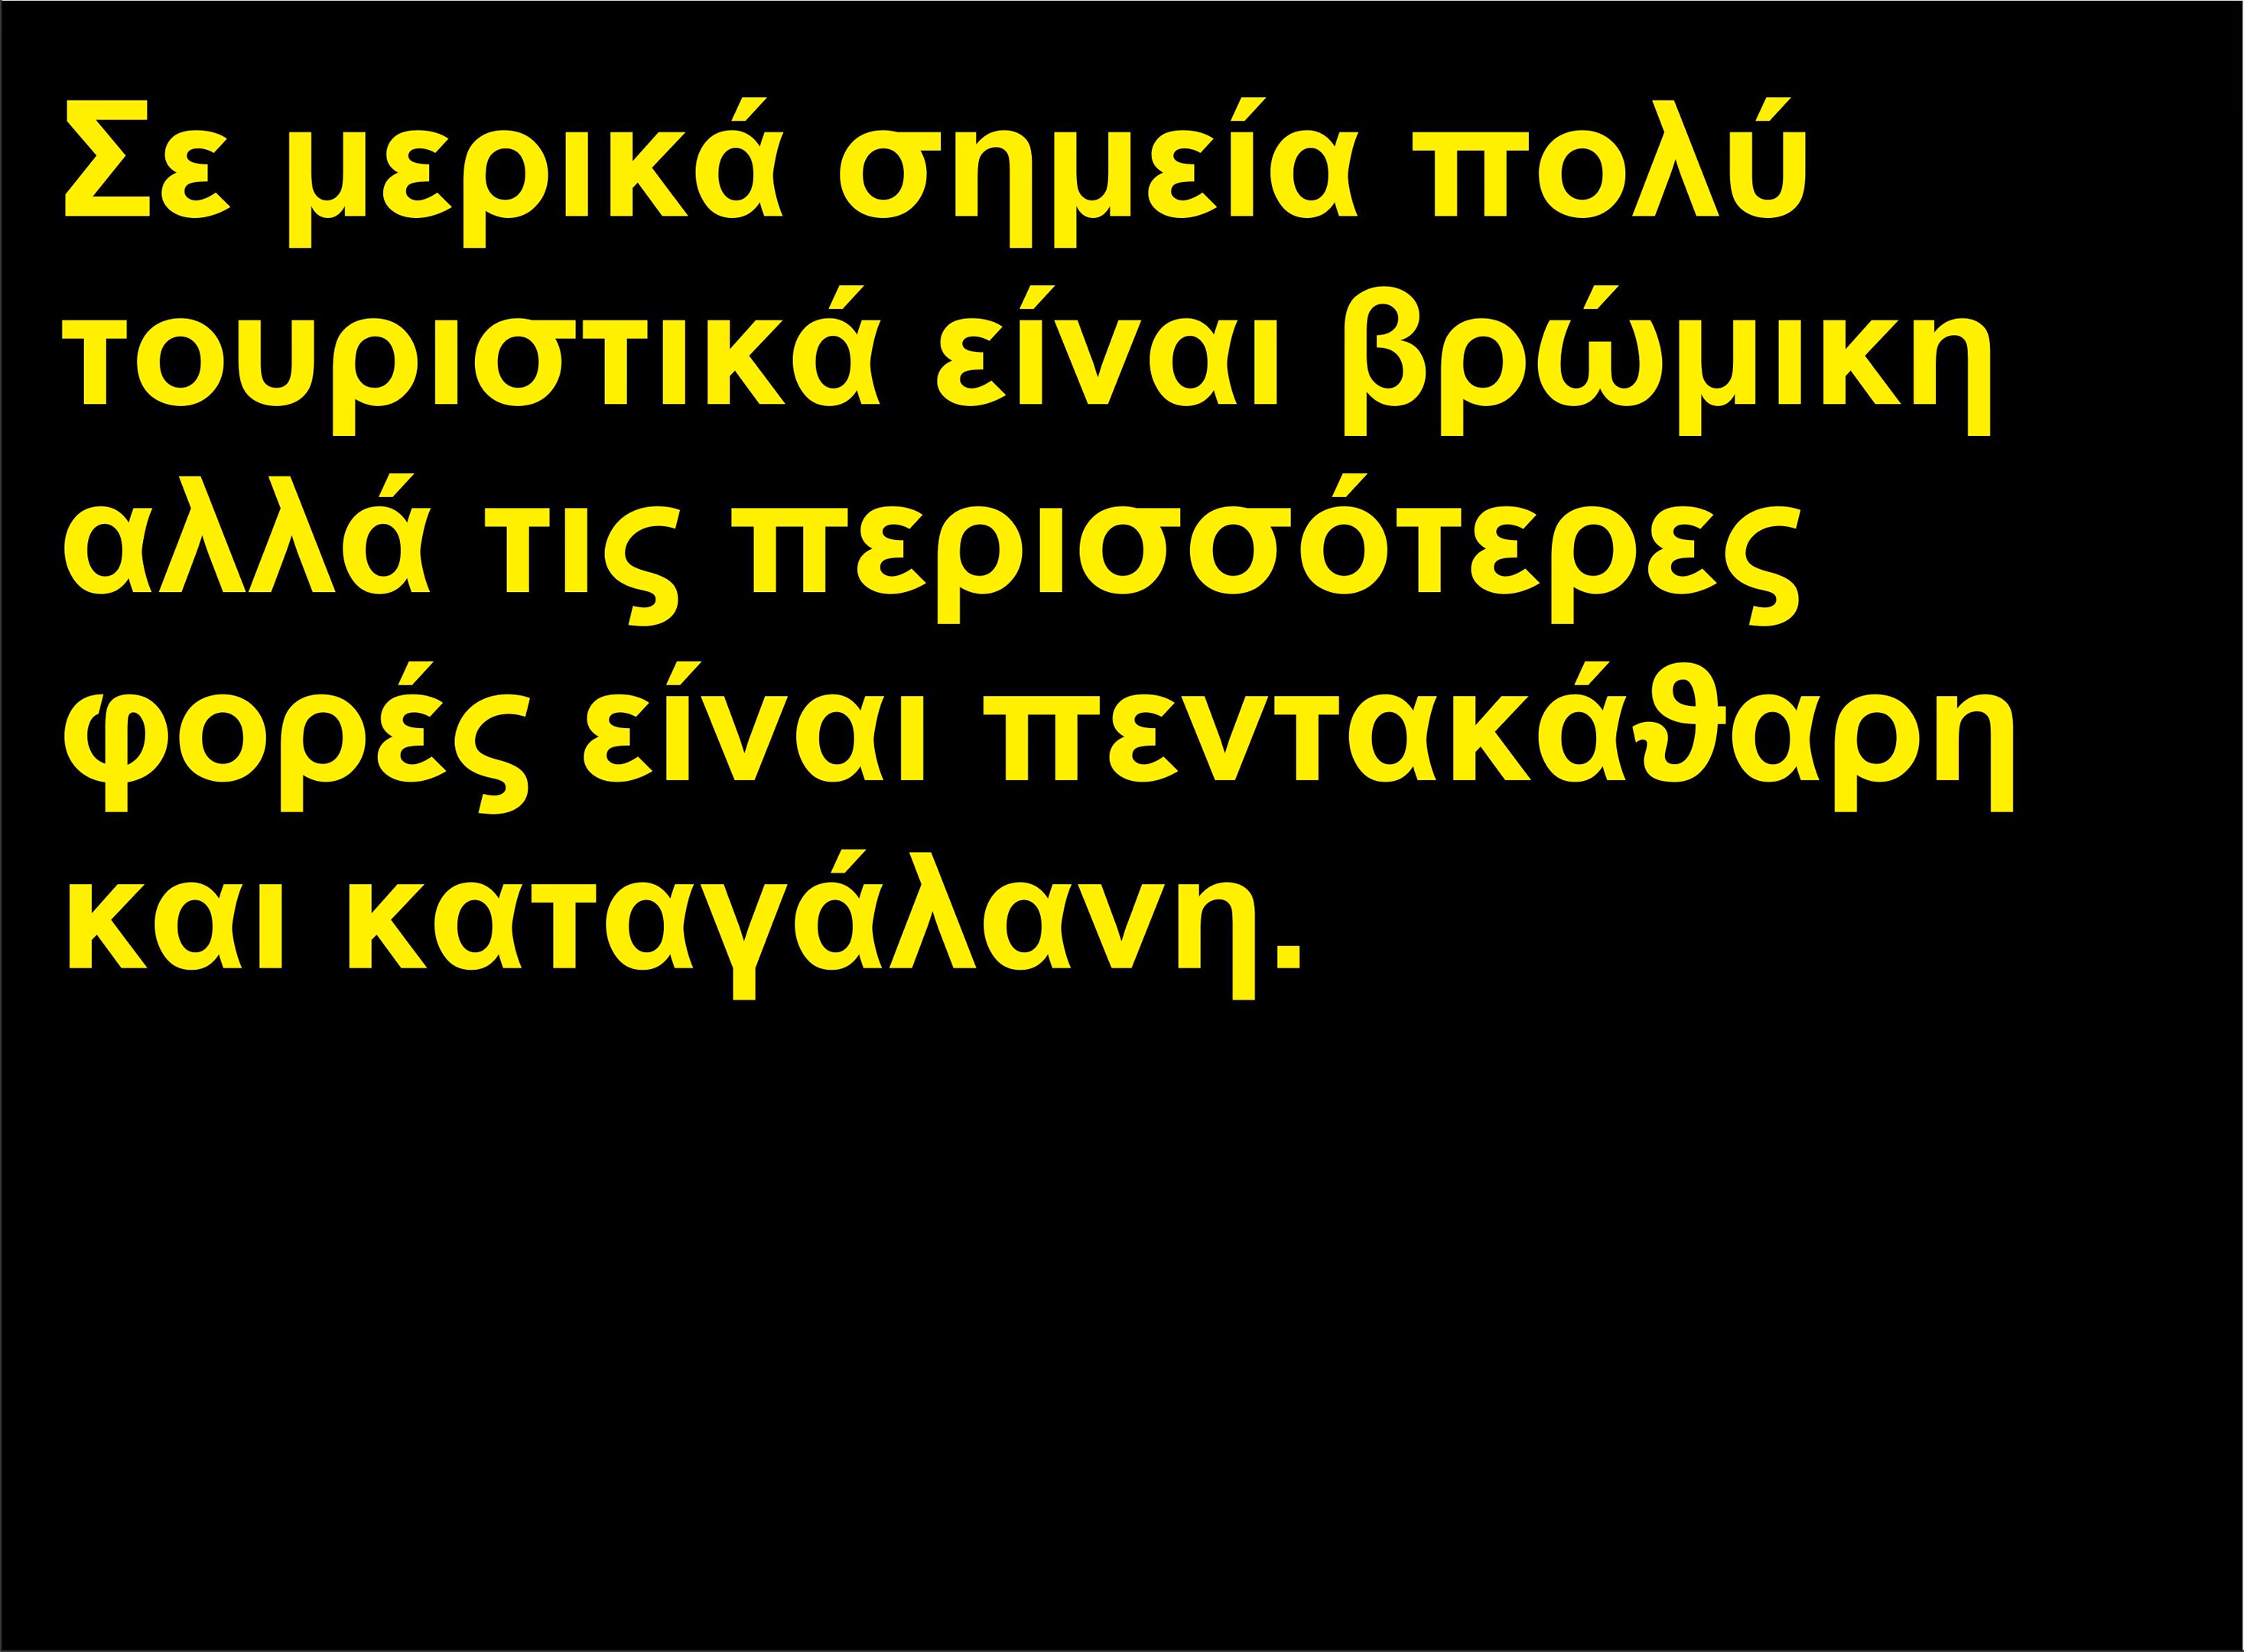 Σε μερικά σημεία πολύ
τουριστικά είναι βρώμικη
αλλά τις περισσότερες
φορές είναι πεντακάθαρη
και καταγάλανη.